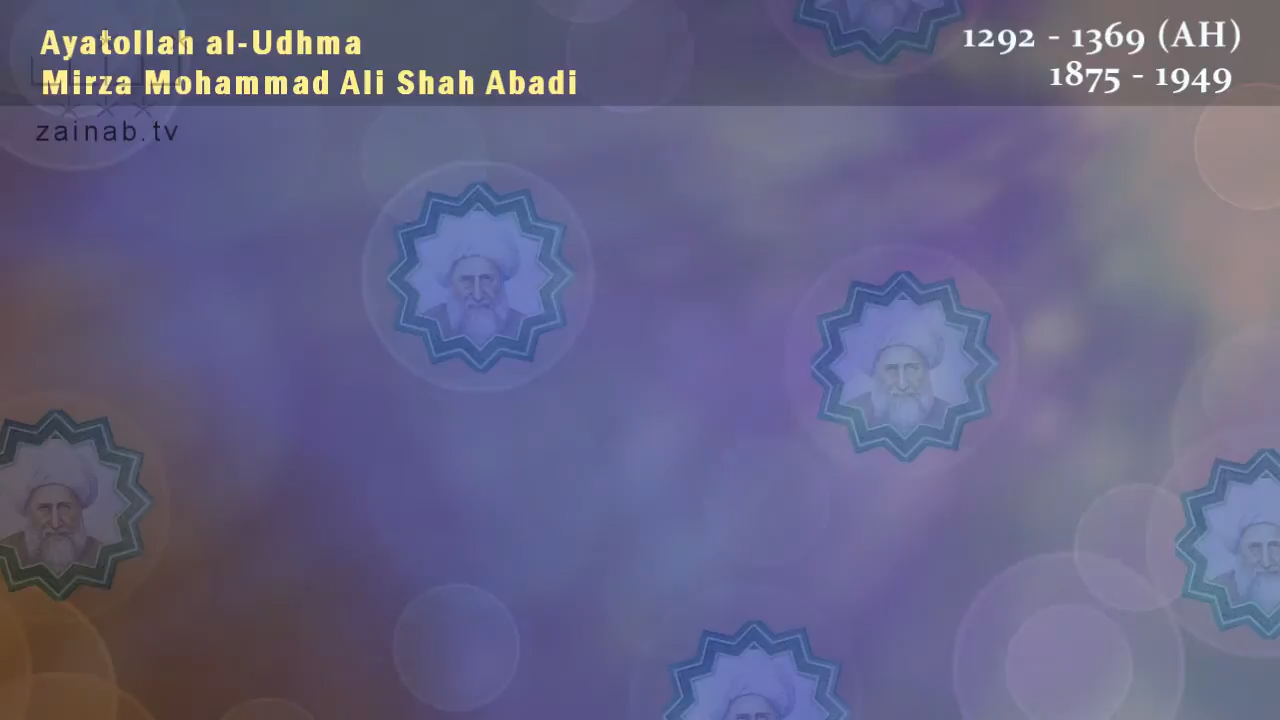 Ayatollah al-Udhma
Mirza Mohammad Ali Shah Abadi
1292 - 1369 (AH)
1875 - 1949
zainab.tv